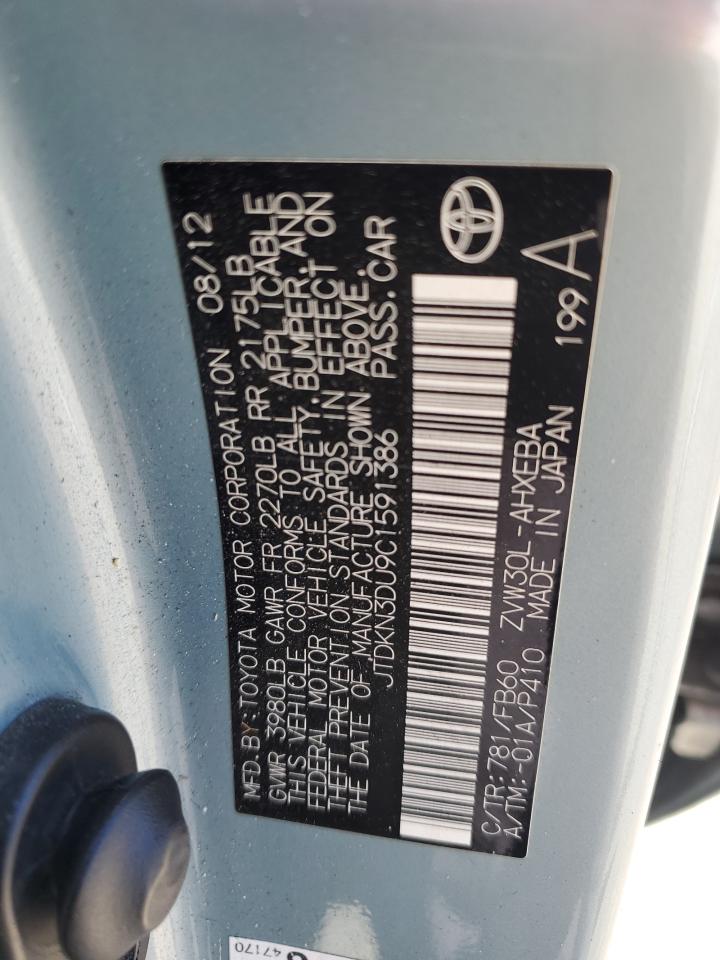 MFD.BY:TOYOTA MOTOR CORPORATION 08/12
GVWR 3980LB GAWR FR 2270LB RR 2175LB
THIS VEHICLE CONFORMS TO ALL APPLICABLE
FEDERAL MOTOR VEHICLE SAFETY,BUMPER,AND
THEFT PREVENTION STANDARDS IN EFFECT ON
THE DATE OF MANUFACTURE SHOWN ABOVE.
JTDKN3DU9C1591386 PASS.CAR
C/TR:781/FB60 ZVW30L-AHXEBA
A/TM:-01A/P410 MADE IN JAPAN 199 A
47170